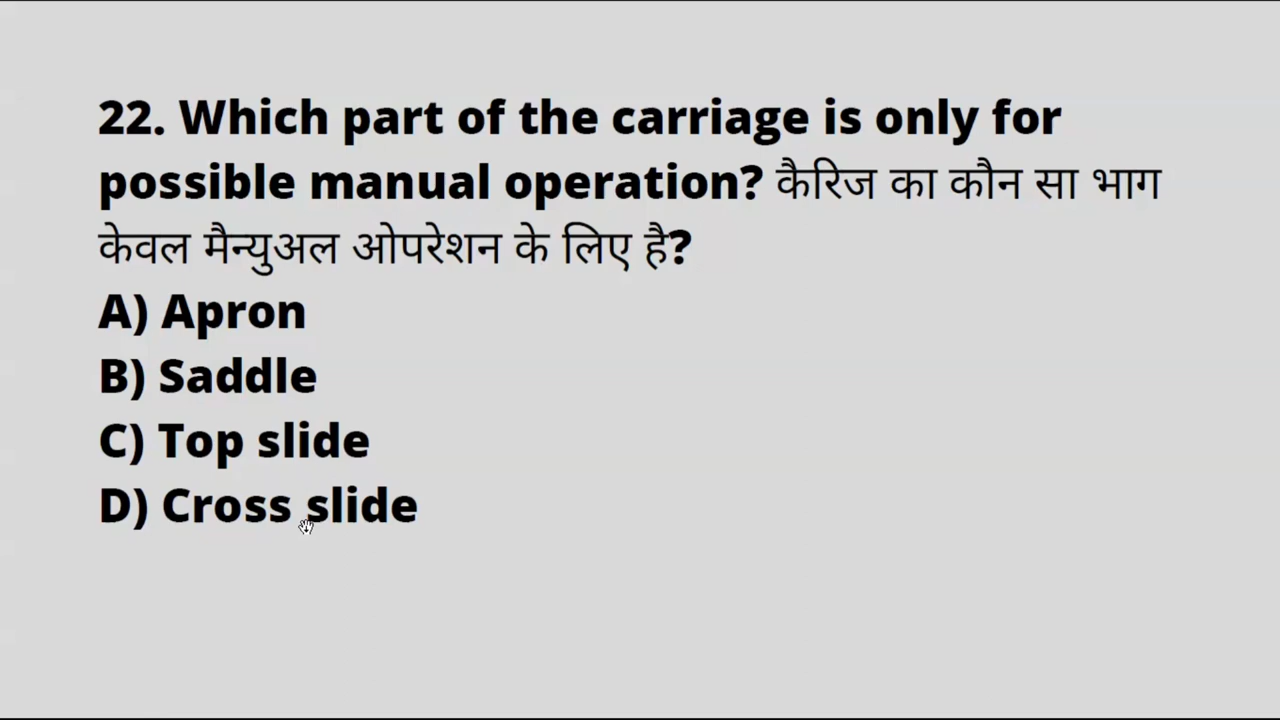 22. Which part of the carriage is only for
possible manual operation? कैरिज का कौन सा भाग
केवल मैन्युअल ओपरेशन के लिए है?
A) Apron
B) Saddle
C) Top slide
D) Cross slide